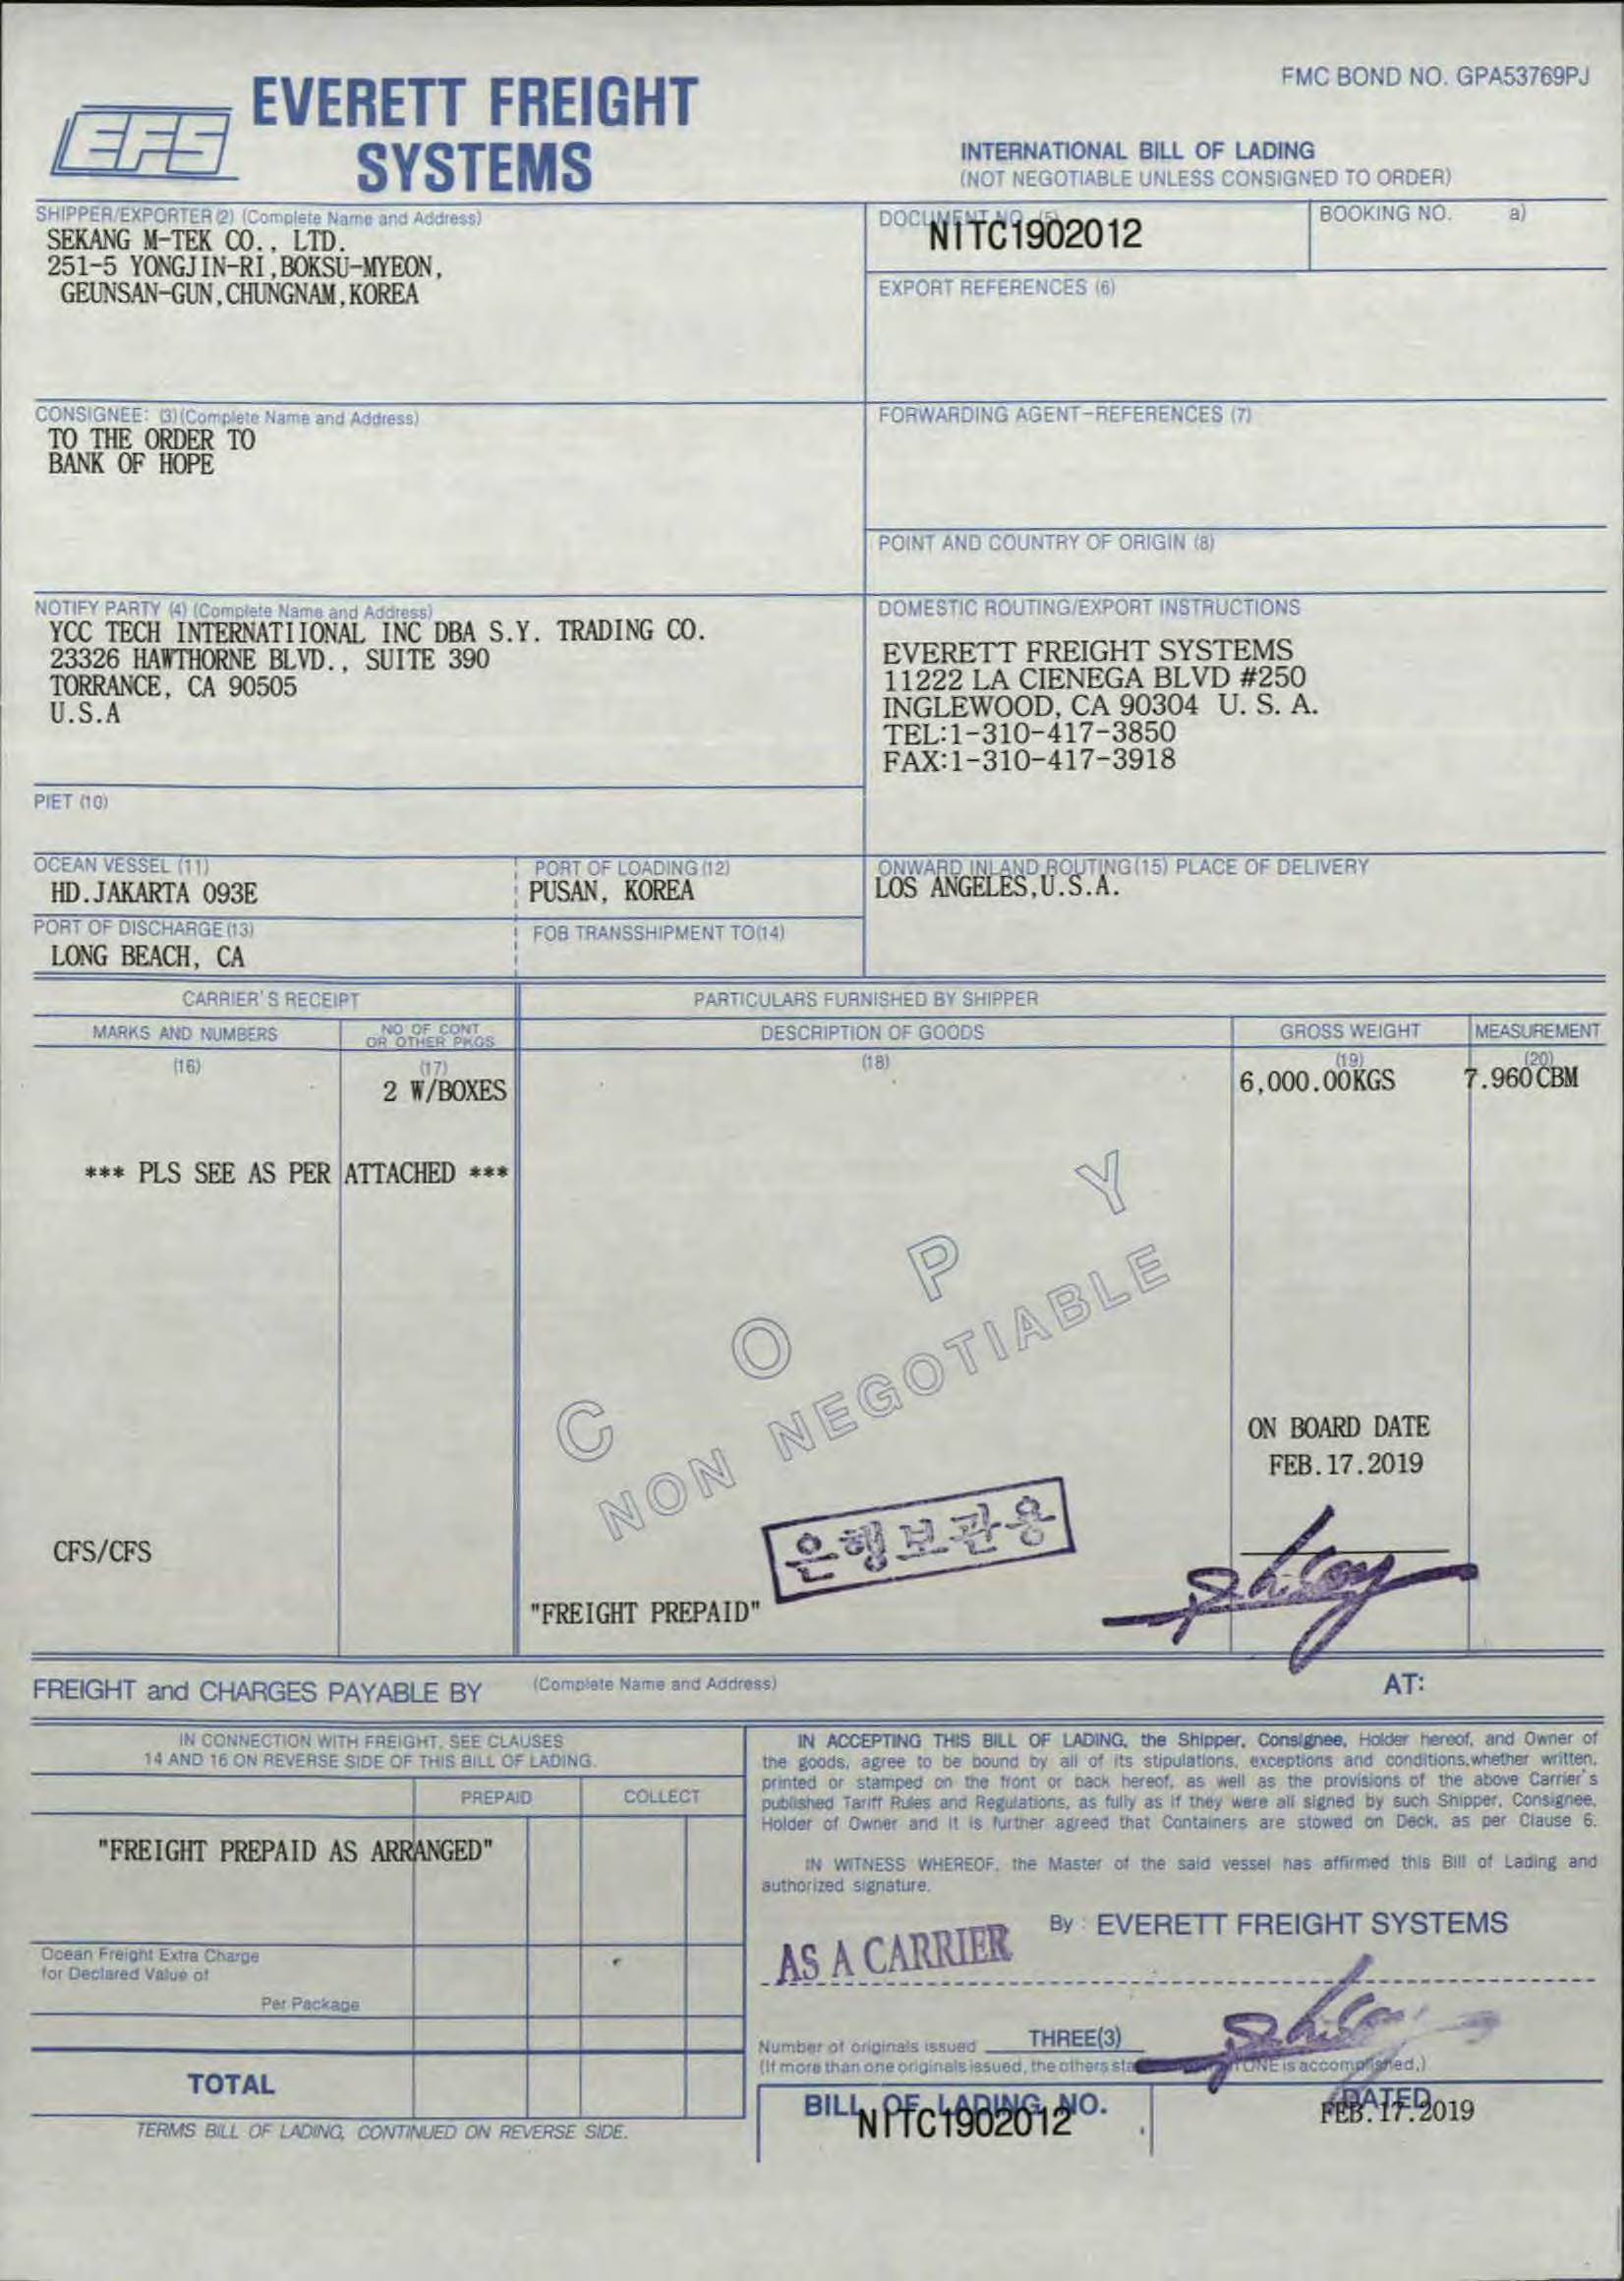 FMC BOND NO. GPA53769PJ
EFS
EVERETT FREIGHT
SYSTEMS
INTERNATIONAL BILL OF LADING
(NOT NEGOTIABLE UNLESS CONSIGNED TO ORDER)
SHIPPER/EXPORTER (2) (Complete Name and Address)
SEKANG M-TEK CO., LTD.
251-5 YONGJIN-RI,BOKSU-MYEON,
GEUNSAN-GUN,CHUNGNAM,KOREA
DOCUMENT NO. (5)
NITC1902012
BOOKING NO. a)
EXPORT REFERENCES (6)
CONSIGNEE: (3)(Complete Name and Address)
TO THE ORDER TO
BANK OF HOPE
FORWARDING AGENT-REFERENCES (7)
POINT AND COUNTRY OF ORIGIN (8)
NOTIFY PARTY (4) (Complete Name and Address)
YCC TECH INTERNATIIONAL INC DBA S.Y. TRADING CO.
23326 HAWTHORNE BLVD., SUITE 390
TORRANCE, CA 90505
U.S.A
DOMESTIC ROUTING/EXPORT INSTRUCTIONS
EVERETT FREIGHT SYSTEMS
11222 LA CIENEGA BLVD #250
INGLEWOOD, CA 90304 U. S. A.
TEL:1-310-417-3850
FAX:1-310-417-3918
PIET (10)
OCEAN VESSEL (11)
HD.JAKARTA 093E
PORT OF LOADING (12)
PUSAN, KOREA
ONWARD INLAND ROUTING(15) PLACE OF DELIVERY
LOS ANGELES,U.S.A.
PORT OF DISCHARGE (13)
LONG BEACH, CA
FOB TRANSSHIPMENT TO(14)
CARRIER'S RECEIPT
PARTICULARS FURNISHED BY SHIPPER
MARKS AND NUMBERS
NO OF CONT
OR OTHER PKGS
DESCRIPTION OF GOODS
GROSS WEIGHT
MEASUREMENT
(16)
(17)
(18)
(19)
(20)
2 W/BOXES
6,000.00KGS
7.960CBM
*** PLS SEE AS PER ATTACHED ***
COPY
NON NEGOTIABLE
ON BOARD DATE
FEB.17.2019
은행보관용
CFS/CFS
"FREIGHT PREPAID"
FREIGHT and CHARGES PAYABLE BY (Complete Name and Address)
AT:
IN CONNECTION WITH FREIGHT, SEE CLAUSES
14 AND 16 ON REVERSE SIDE OF THIS BILL OF LADING.
PREPAID
COLLECT
"FREIGHT PREPAID AS ARRANGED"
Ocean Freight Extra Charge
for Declared Value of
Per Package
TOTAL
TERMS BILL OF LADING, CONTINUED ON REVERSE SIDE.
IN ACCEPTING THIS BILL OF LADING, the Shipper, Consignee, Holder hereof, and Owner of
the goods, agree to be bound by all of its stipulations, exceptions and conditions,whether written,
printed or stamped on the front or back hereof, as well as the provisions of the above Carrier's
published Tariff Rules and Regulations, as fully as if they were all signed by such Shipper, Consignee,
Holder of Owner and it is further agreed that Containers are stowed on Deck, as per Clause 6.
IN WITNESS WHEREOF, the Master of the said vessel has affirmed this Bill of Lading and
authorized signature.
By : EVERETT FREIGHT SYSTEMS
AS A CARRIER
Number of originals issued THREE(3)
(If more than one originals issued, the others ONE is accomplished.)
BILL OF LADING NO.
NITC1902012
DATED
FEB.17.2019